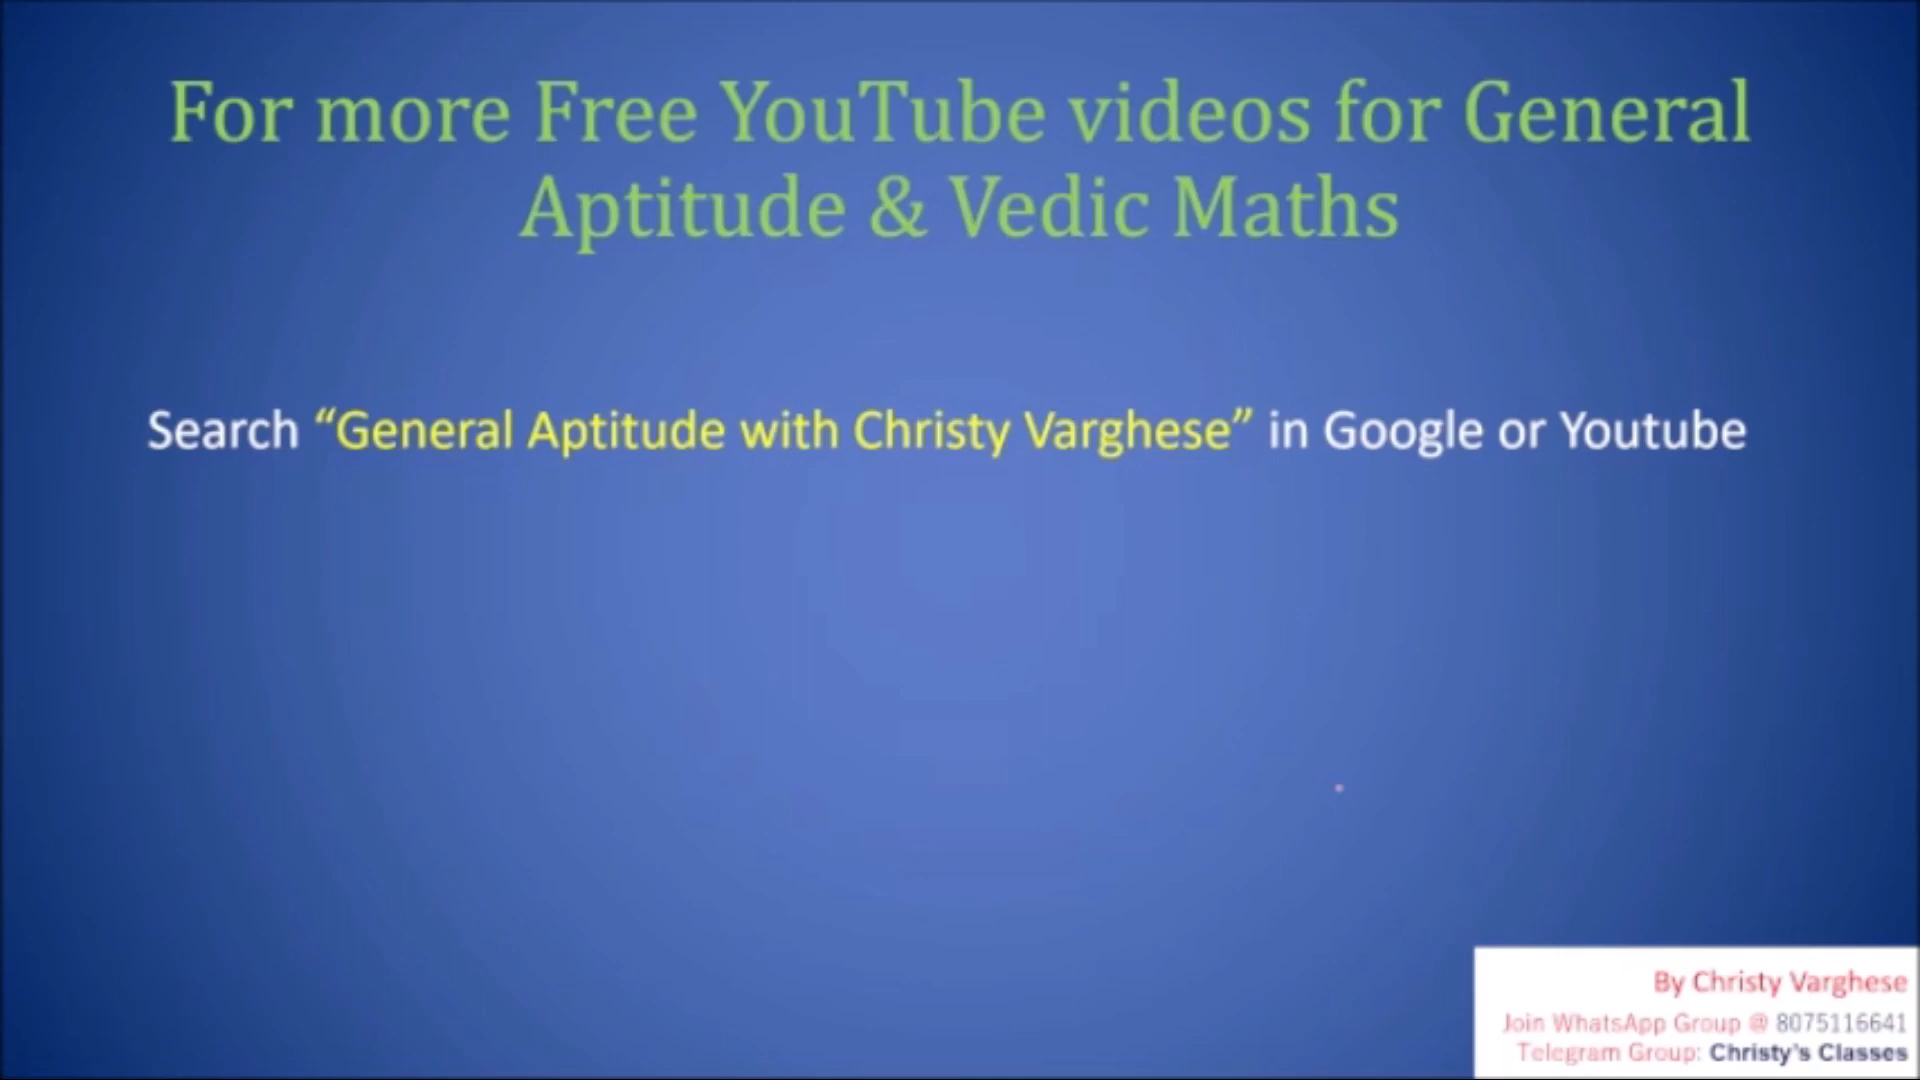 For more Free YouTube videos for General
Aptitude & Vedic Maths
Search “General Aptitude with Christy Varghese” in Google or Youtube
By Christy Varghese
Join WhatsApp Group @ 8075116641
Telegram Group: Christy's Classes